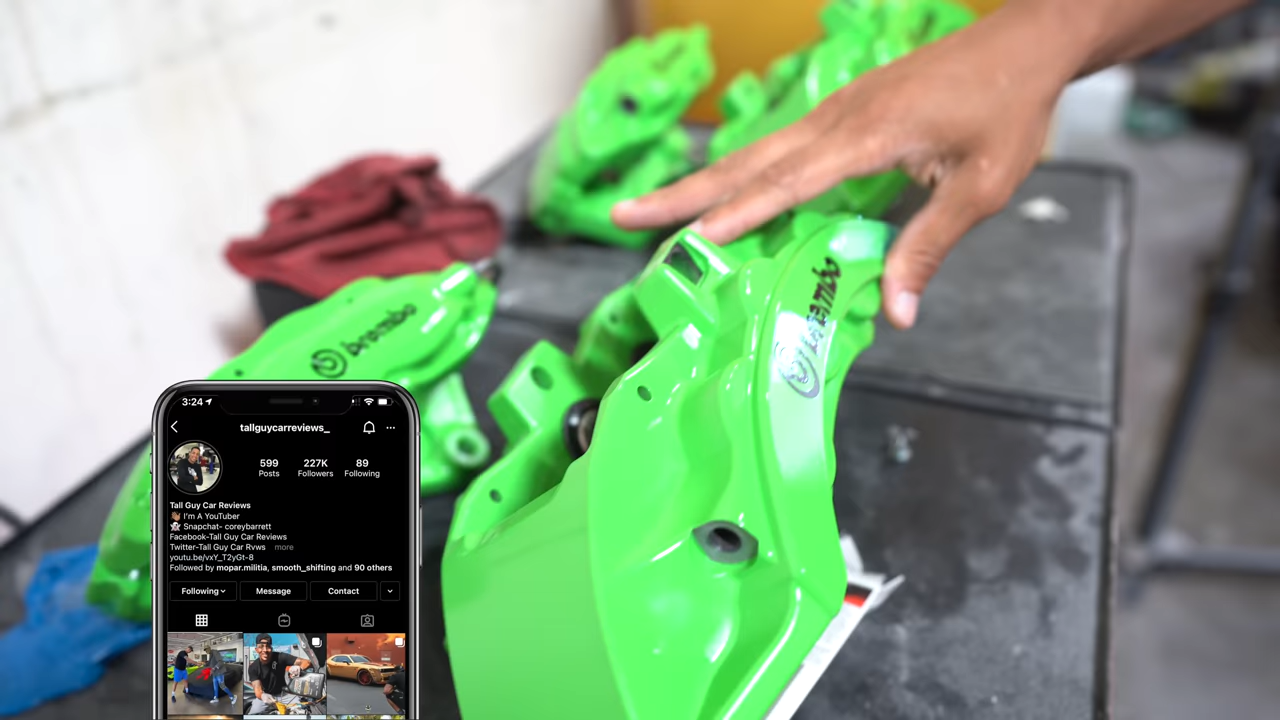 brembo
brembo
3:24
tallguycarreviews_
599 227K 89
Posts Followers Following
Tall Guy Car Reviews
I'm A YouTuber
Snapchat- coreybarrett
Facebook-Tall Guy Car Reviews
Twitter-Tall Guy Car Rvws more
youtu.be/vxY_T2yGt-8
Followed by mopar.militia, smooth_shifting and 90 others
Following Message Contact